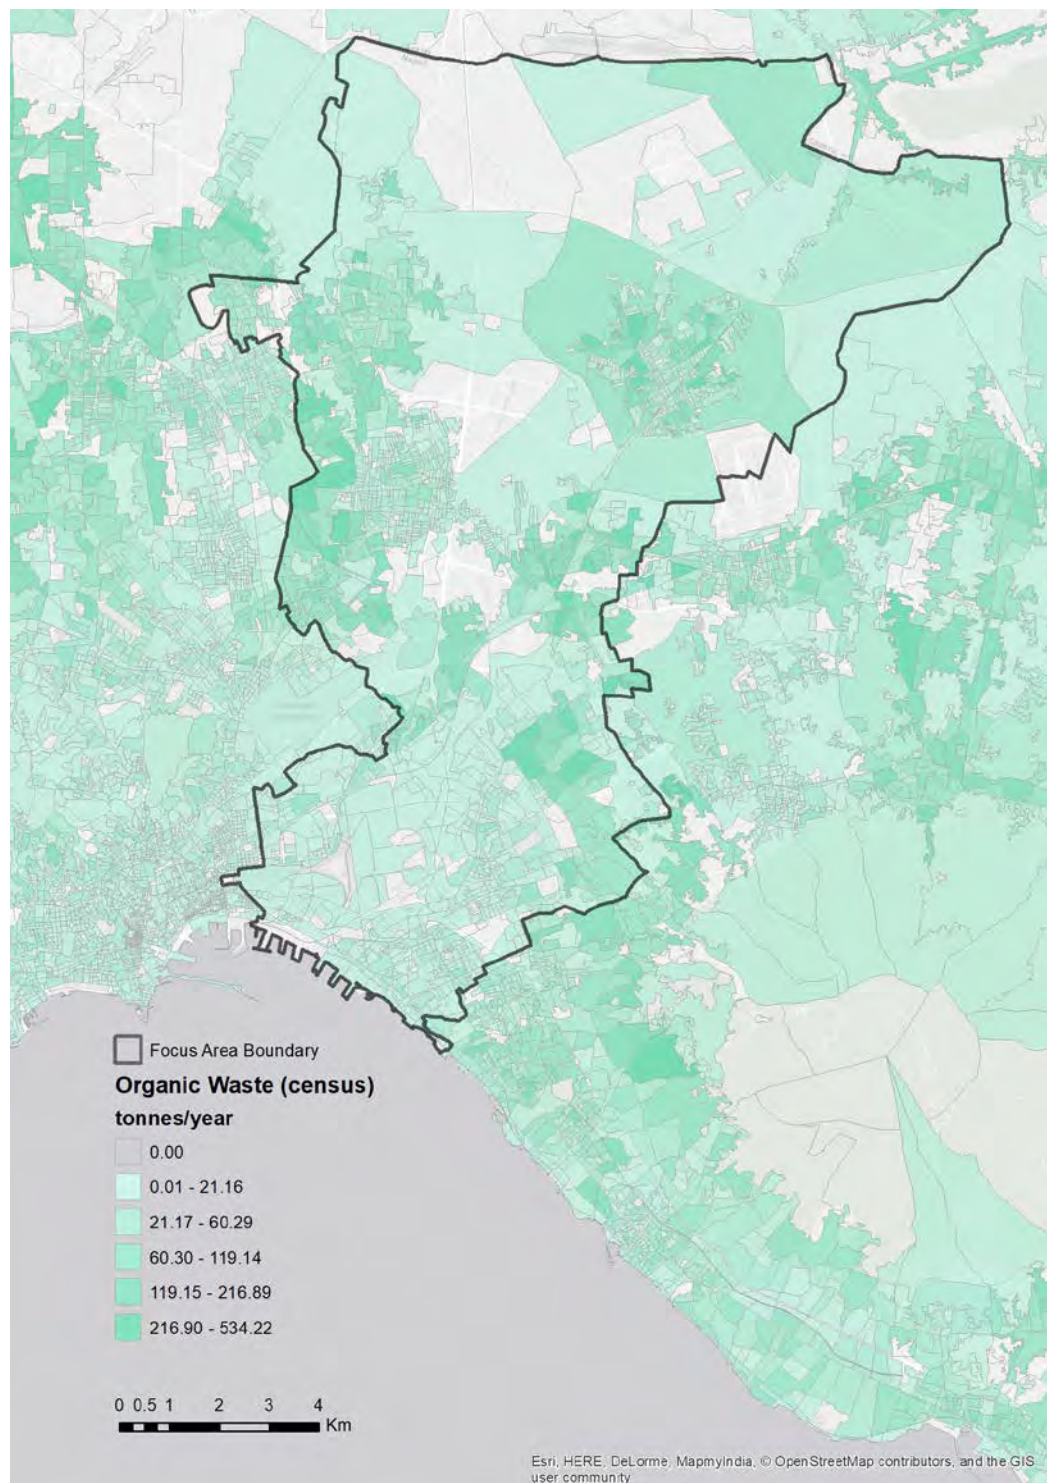 Focus Area Boundary
Organic Waste (census)
tonnes/year
0.00
0.01 - 21.16
21.17 - 60.29
60.30 - 119.14
119.15 - 216.89
216.90 - 534.22
0 0.5 1 2 3 4
Km
Esri, HERE, DeLorme, MapmyIndia, © OpenStreetMap contributors, and the GIS
user community